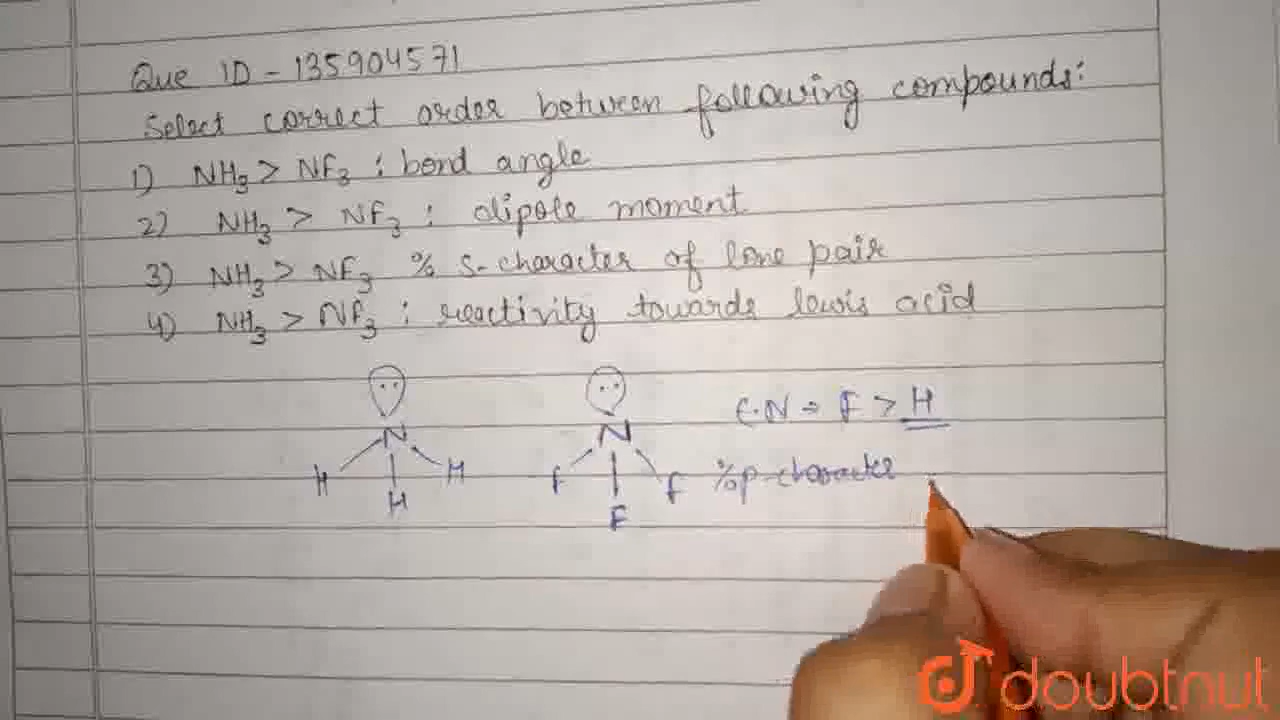 Que ID - 135904571
Select correct order between following compounds:
1) NH3 > NF3 : bond angle
2) NH3 > NF3 : dipole moment
3) NH3 > NF3 % s-character of lone pair
4) NH3 > NF3 : reactivity towards lewis acid
N
H H H
N
F F F
E.N ⇒ F > H
%p-character
doubtnut